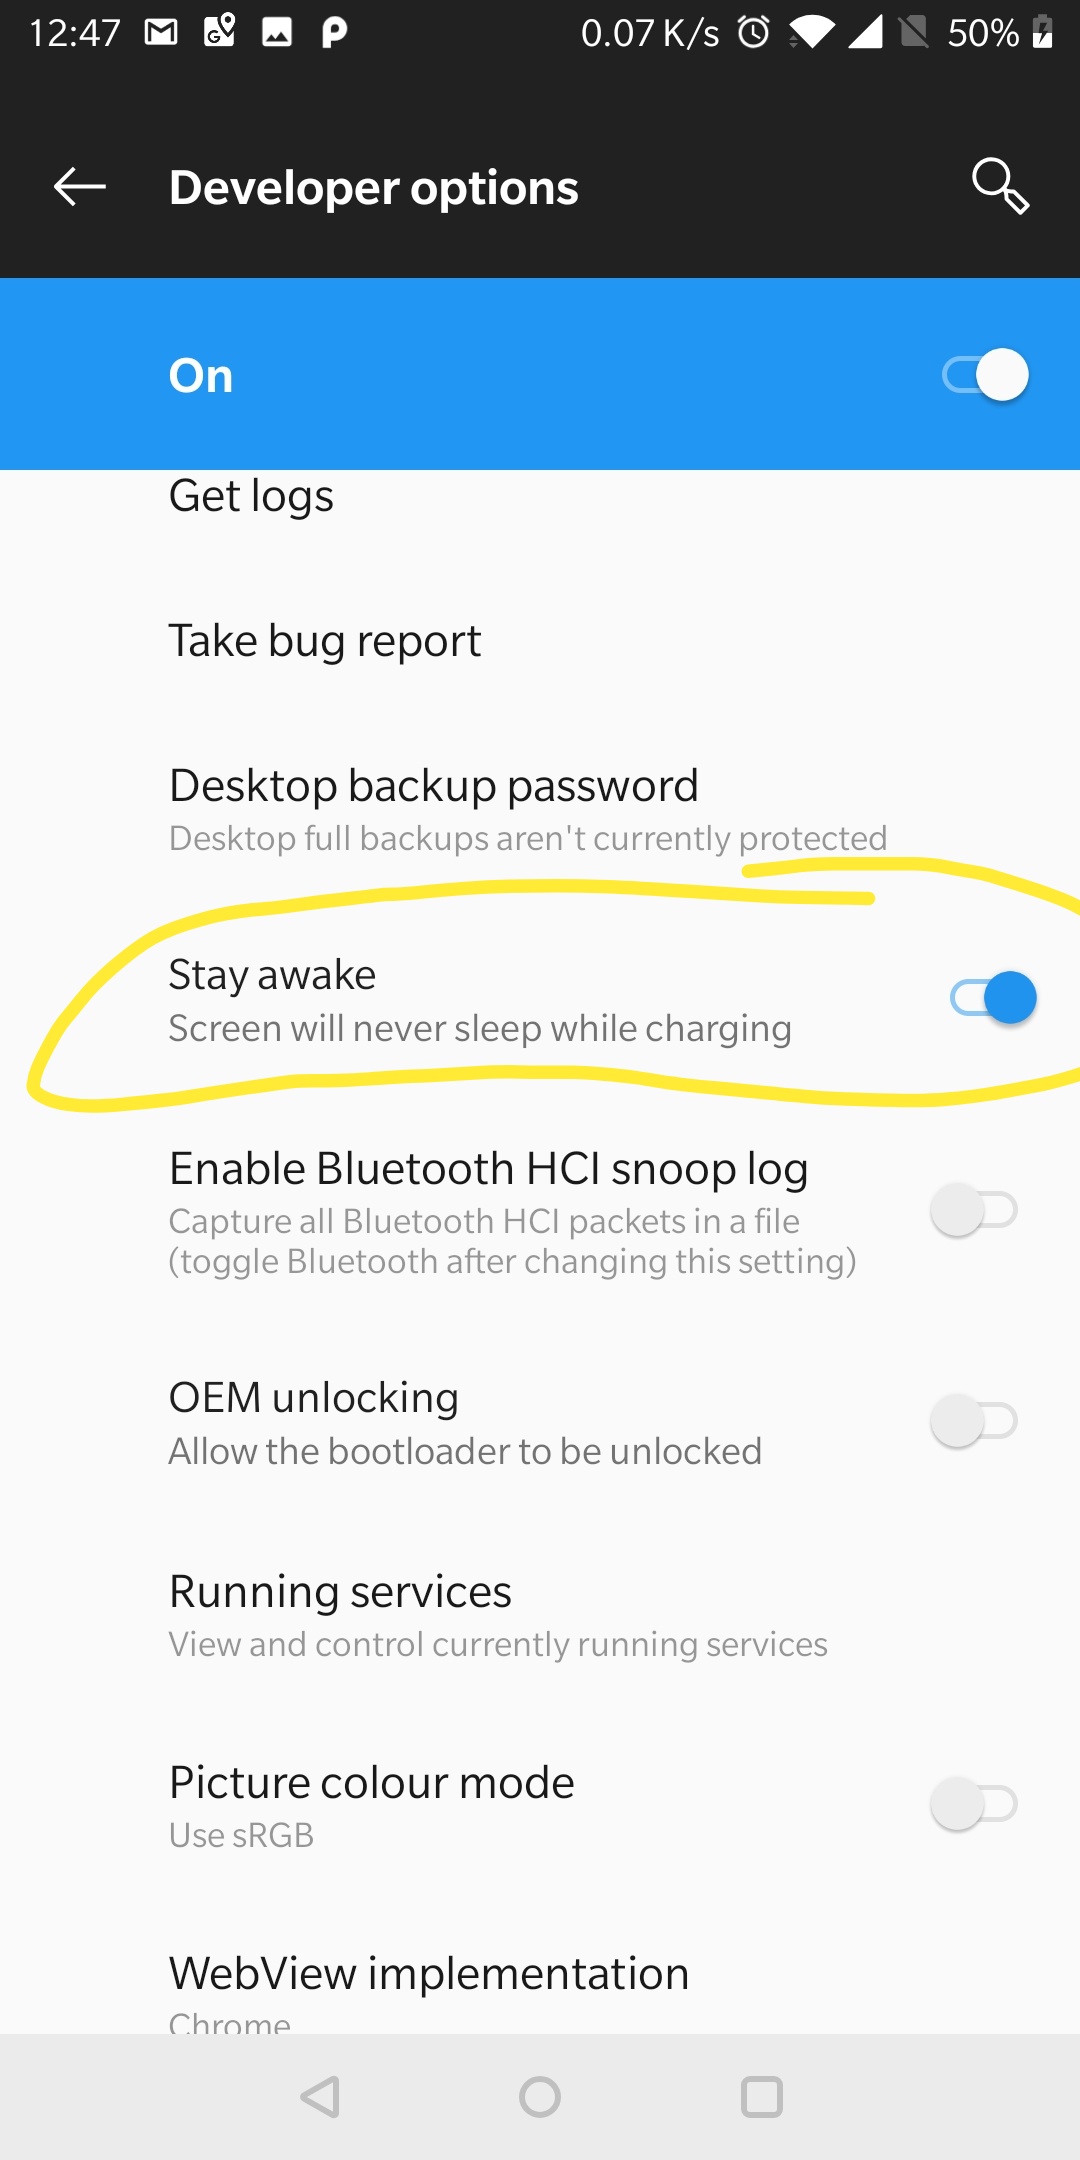 12:47 0.07 K/s 50%
Developer options
On
Get logs
Take bug report
Desktop backup password
Desktop full backups aren't currently protected
Stay awake
Screen will never sleep while charging
Enable Bluetooth HCI snoop log
Capture all Bluetooth HCI packets in a file
(toggle Bluetooth after changing this setting)
OEM unlocking
Allow the bootloader to be unlocked
Running services
View and control currently running services
Picture colour mode
Use sRGB
WebView implementation
Chrome